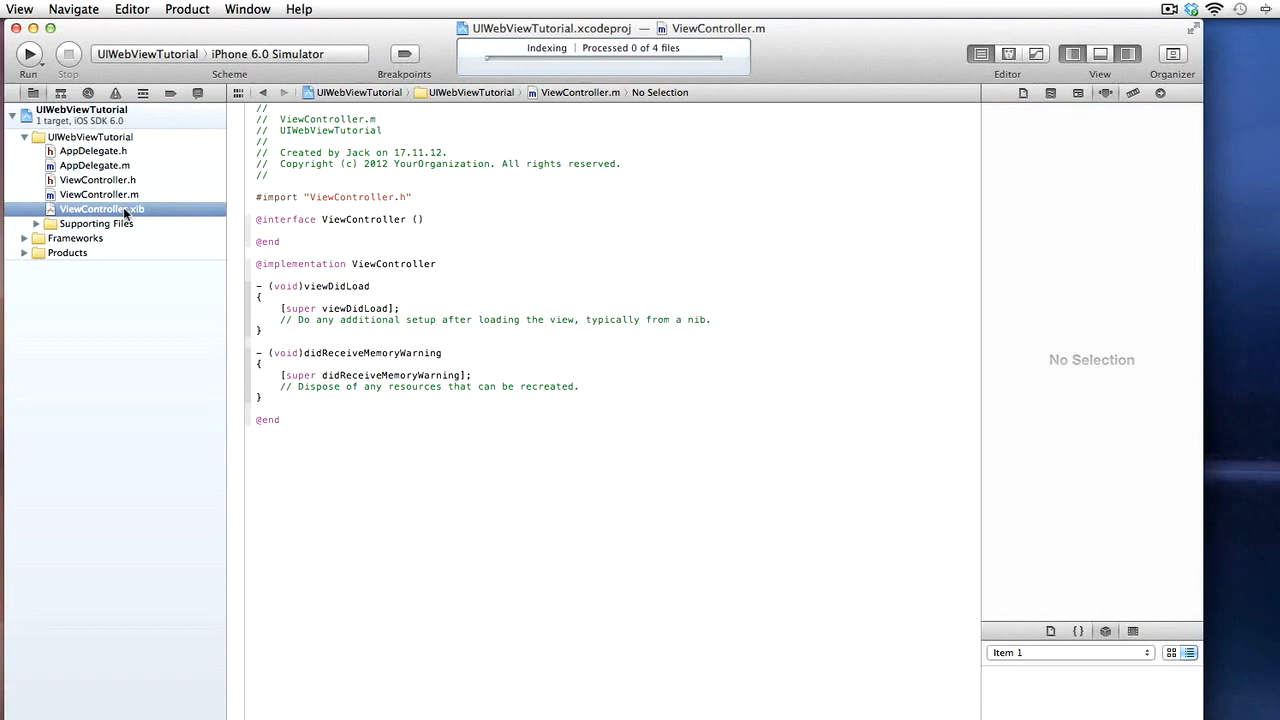 View Navigate Editor Product Window Help
UIWebViewTutorial.xcodeproj — ViewController.m
UIWebViewTutorial iPhone 6.0 Simulator
Indexing | Processed 0 of 4 files
Run Stop Scheme Breakpoints Editor View Organizer
UIWebViewTutorial UIWebViewTutorial ViewController.m No Selection
UIWebViewTutorial
1 target, iOS SDK 6.0
UIWebViewTutorial
AppDelegate.h
AppDelegate.m
ViewController.h
ViewController.m
ViewController.xib
Supporting Files
Frameworks
Products
//
// ViewController.m
// UIWebViewTutorial
//
// Created by Jack on 17.11.12.
// Copyright (c) 2012 YourOrganization. All rights reserved.
//
#import "ViewController.h"
@interface ViewController ()
@end
@implementation ViewController
- (void)viewDidLoad
{
[super viewDidLoad];
// Do any additional setup after loading the view, typically from a nib.
}
- (void)didReceiveMemoryWarning
{
[super didReceiveMemoryWarning];
// Dispose of any resources that can be recreated.
}
@end
No Selection
{ }
Item 1